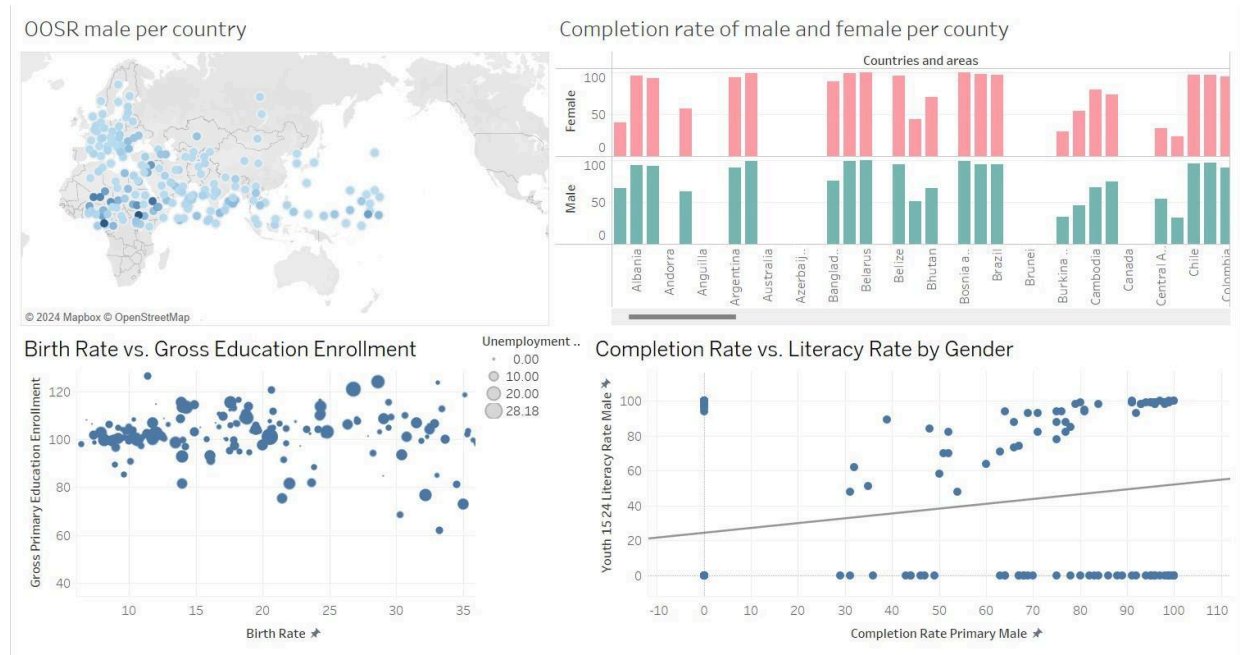 OOSR male per country
© 2024 Mapbox © OpenStreetMap
Completion rate of male and female per county
Countries and areas
Female
100
50
0
Male
100
50
0
Albania
Andorra
Anguilla
Argentina
Australia
Azerbaij..
Banglad..
Belarus
Belize
Bhutan
Bosnia a..
Brazil
Brunei
Burkina ..
Cambodia
Canada
Central A..
Chile
Colombia
Birth Rate vs. Gross Education Enrollment
Gross Primary Education Enrollment
120
100
80
60
40
10 15 20 25 30 35
Birth Rate
Unemployment ..
0.00
10.00
20.00
28.18
Completion Rate vs. Literacy Rate by Gender
Youth 15 24 Literacy Rate Male
100
80
60
40
20
0
-10 0 10 20 30 40 50 60 70 80 90 100 110
Completion Rate Primary Male